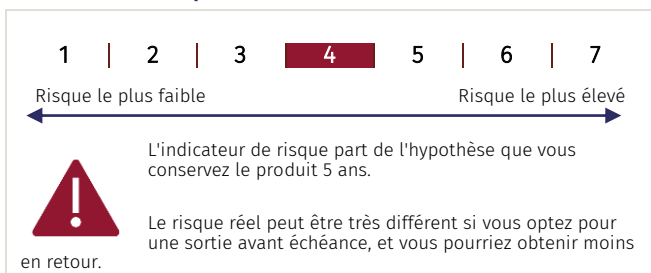 1 | 2 | 3 | 4 | 5 | 6 | 7
Risque le plus faible Risque le plus élevé
L'indicateur de risque part de l'hypothèse que vous
conservez le produit 5 ans.
Le risque réel peut être très différent si vous optez pour
une sortie avant échéance, et vous pourriez obtenir moins
en retour.